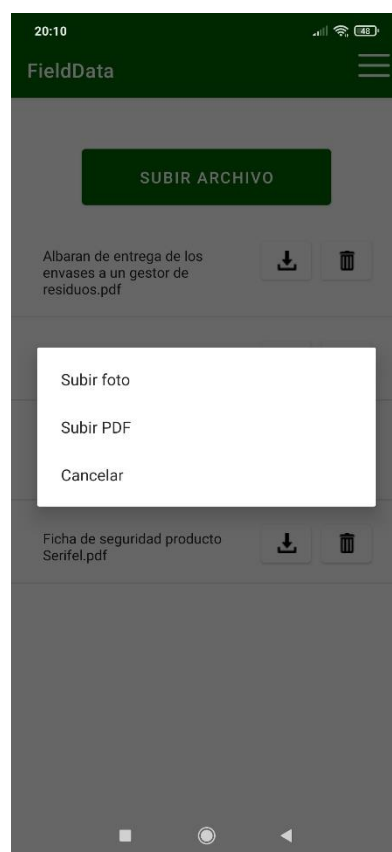 20:10
48
FieldData
SUBIR ARCHIVO
Albaran de entrega de los
envases a un gestor de
residuos.pdf
Subir foto
Subir PDF
Cancelar
Ficha de seguridad producto
Serifel.pdf